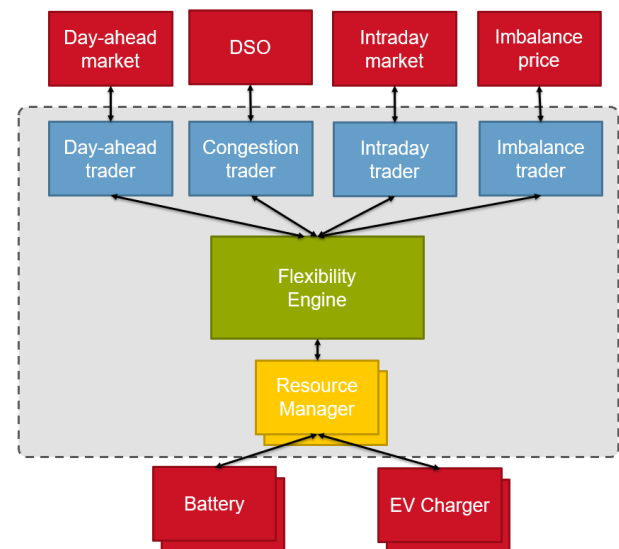 Day-ahead
market
DSO
Intraday
market
Imbalance
price
Day-ahead
trader
Congestion
trader
Intraday
trader
Imbalance
trader
Flexibility
Engine
Resource
Manager
Battery
EV Charger